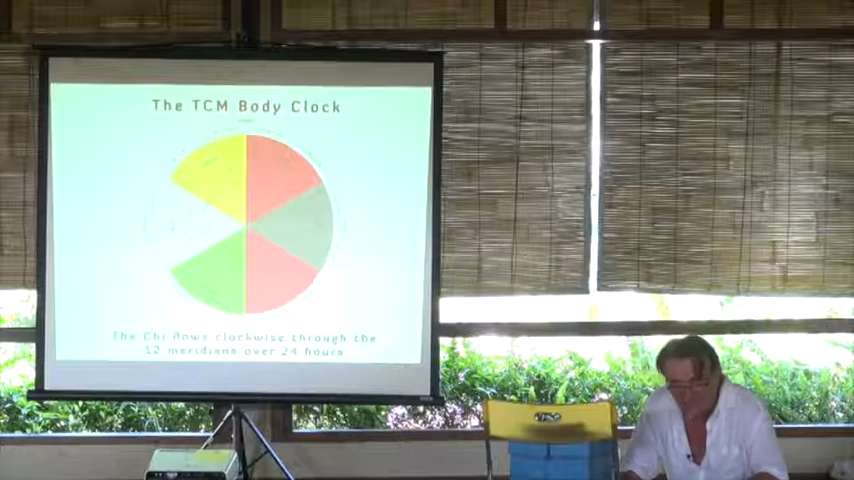 The TCM Body Clock
The Chi flows clockwise through the
12 meridians over 24 hours